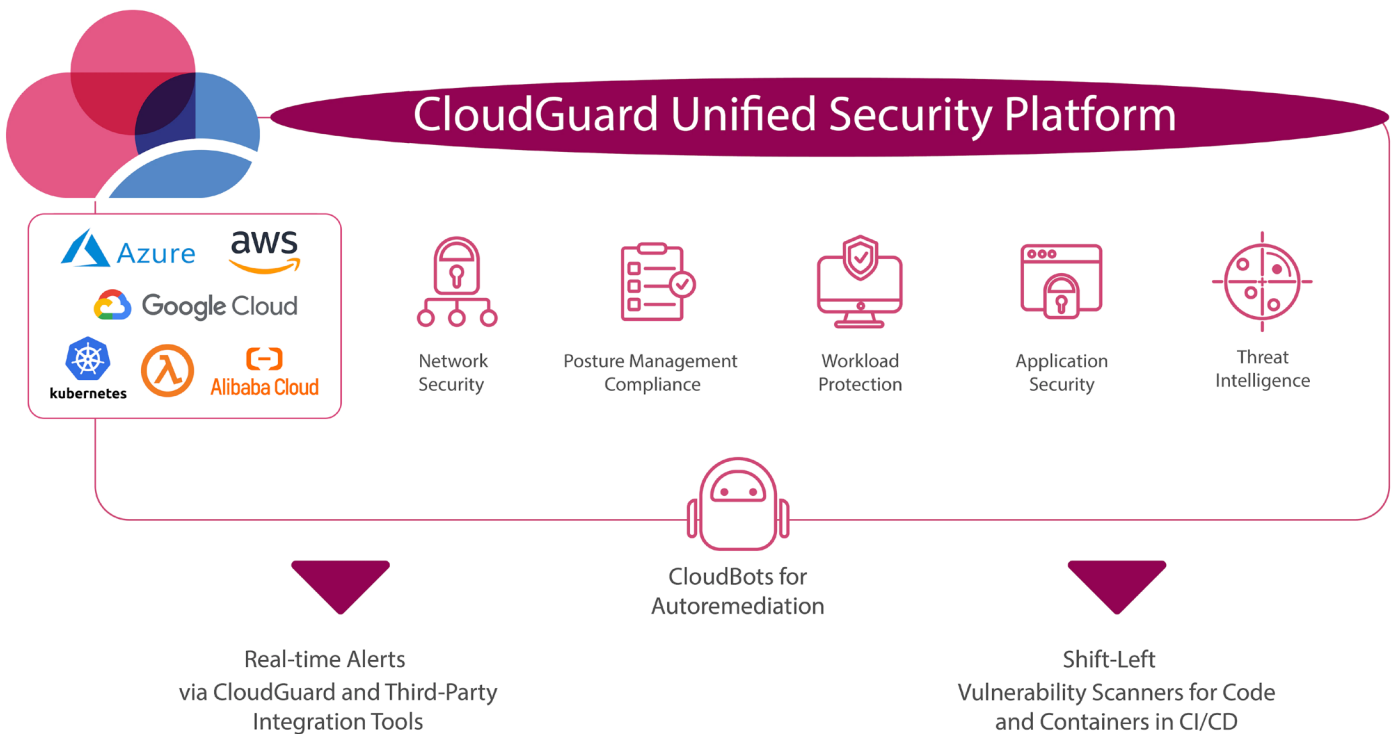 CloudGuard Unified Security Platform
Azure
aws
Google Cloud
kubernetes
λ
Alibaba Cloud
Network
Security
Posture Management
Compliance
Workload
Protection
Application
Security
Threat
Intelligence
CloudBots for
Autoremediation
Real-time Alerts
via CloudGuard and Third-Party
Integration Tools
Shift-Left
Vulnerability Scanners for Code
and Containers in CI/CD